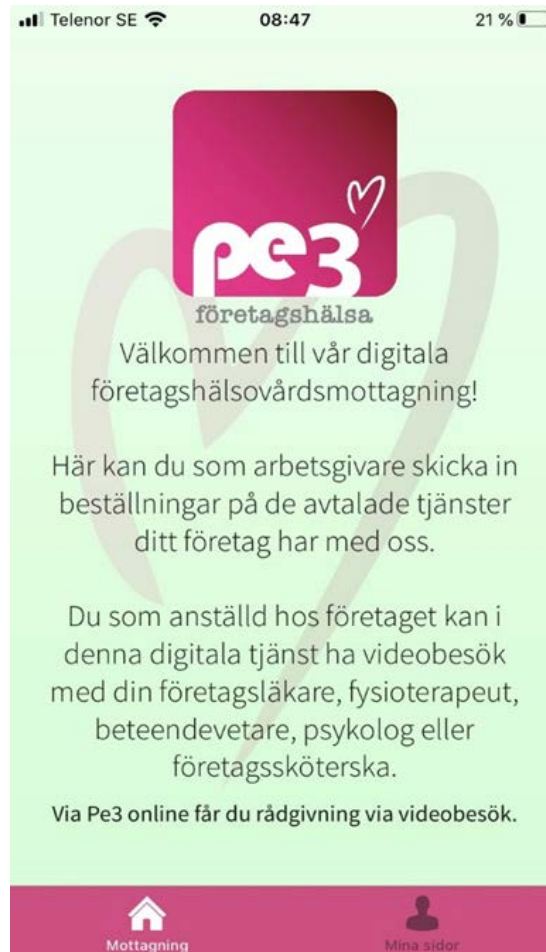 Telenor SE 08:47 21 %
pe3
företagshälsa
Välkommen till vår digitala
företagshälsovårdsmottagning!
Här kan du som arbetsgivare skicka in
beställningar på de avtalade tjänster
ditt företag har med oss.
Du som anställd hos företaget kan i
denna digitala tjänst ha videobesök
med din företagsläkare, fysioterapeut,
beteendevetare, psykolog eller
företagssköterska.
Via Pe3 online får du rådgivning via videobesök.
Mottagning Mina sidor